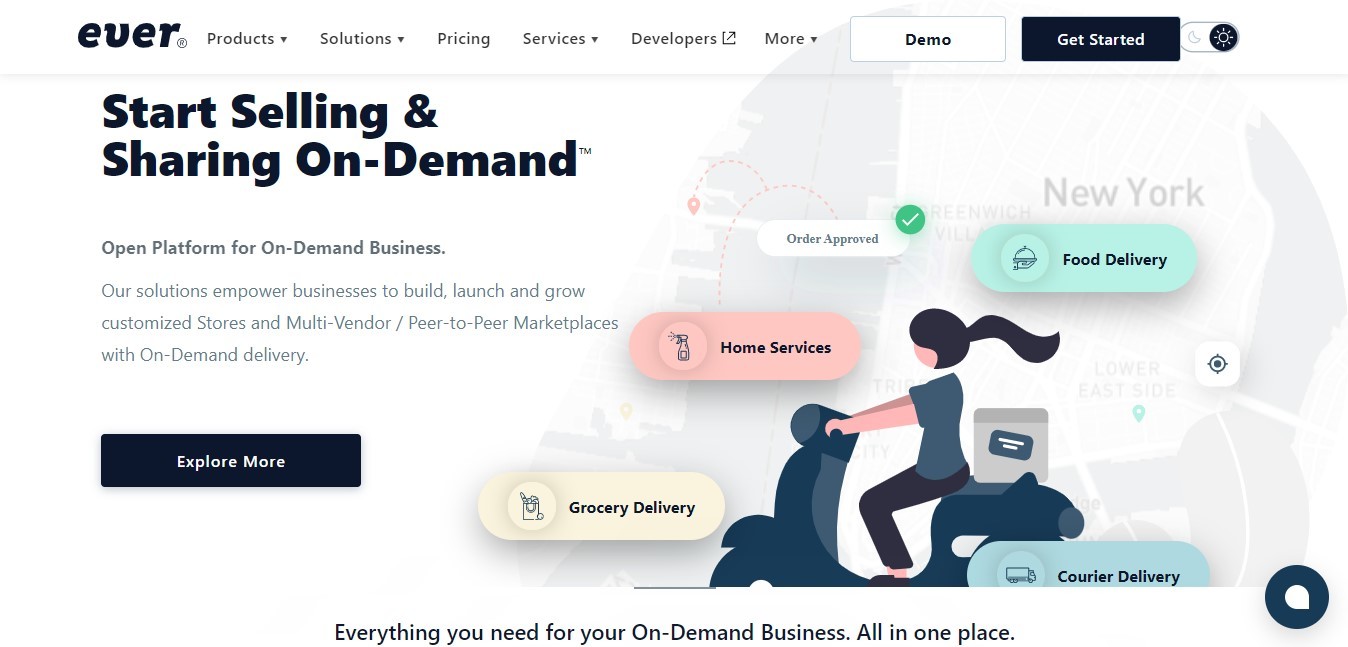 ever®
Products ▾
Solutions ▾
Pricing
Services ▾
Developers
More ▾
Demo
Get Started
Start Selling &
Sharing On-Demand™
Open Platform for On-Demand Business.
Our solutions empower businesses to build, launch and grow
customized Stores and Multi-Vendor / Peer-to-Peer Marketplaces
with On-Demand delivery.
Explore More
New York
Order Approved
Food Delivery
Home Services
LOWER
EAST SIDE
CITY
Grocery Delivery
Courier Delivery
Everything you need for your On-Demand Business. All in one place.